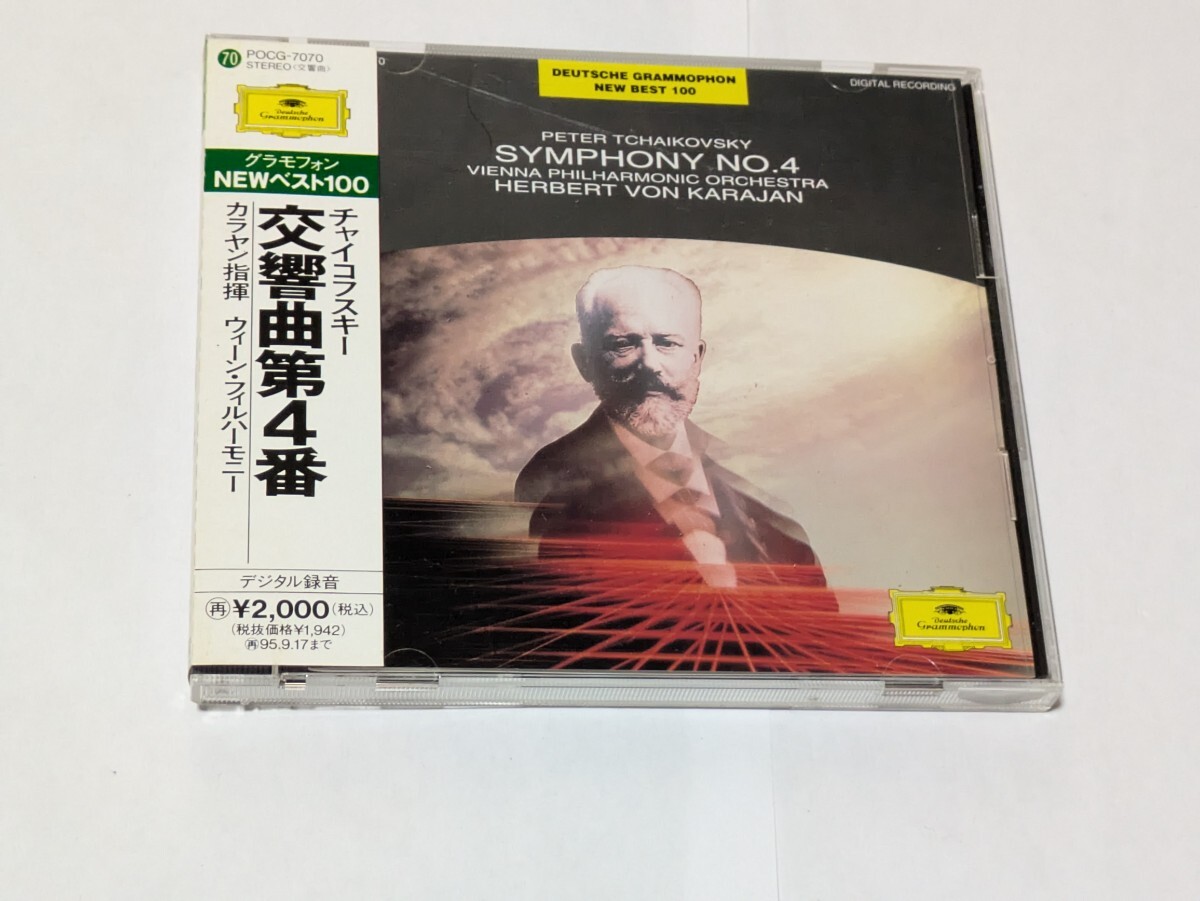 70 POCG-7070
STEREO〈交響曲〉
Deutsche
Grammophon
グラモフォン
NEWベスト100
チャイコフスキー
交響曲第4番
カラヤン指揮 ウィーン・フィルハーモニー
デジタル録音
再¥2,000(税込)
(税抜価格¥1,942)
再95.9.17まで
0
DEUTSCHE GRAMMOPHON
NEW BEST 100
DIGITAL RECORDING
PETER TCHAIKOVSKY
SYMPHONY NO.4
VIENNA PHILHARMONIC ORCHESTRA
HERBERT VON KARAJAN
Deutsche
Grammophon